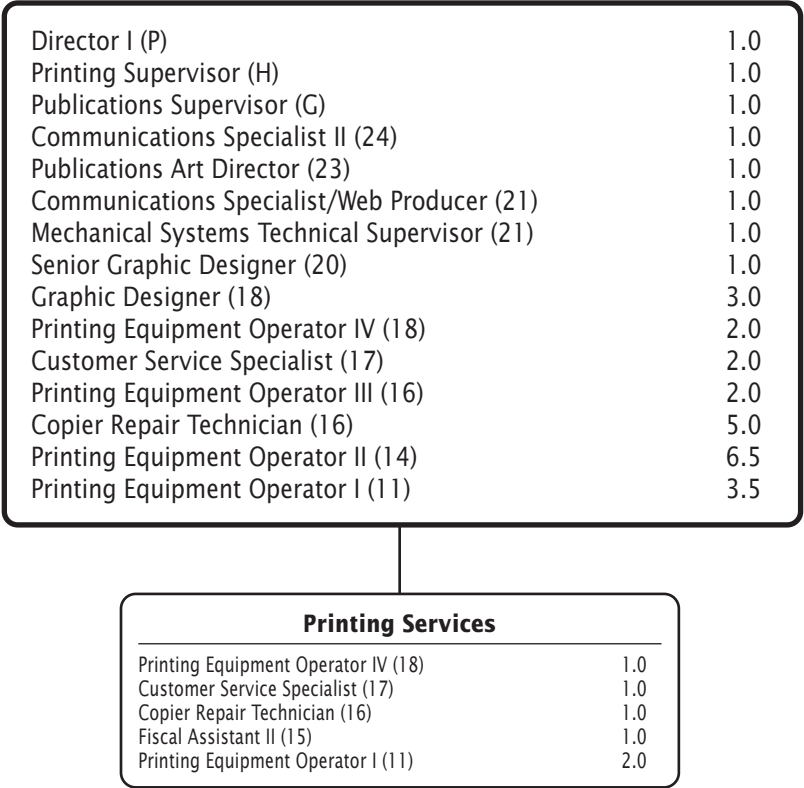 Director I (P) 1.0
Printing Supervisor (H) 1.0
Publications Supervisor (G) 1.0
Communications Specialist II (24) 1.0
Publications Art Director (23) 1.0
Communications Specialist/Web Producer (21) 1.0
Mechanical Systems Technical Supervisor (21) 1.0
Senior Graphic Designer (20) 1.0
Graphic Designer (18) 3.0
Printing Equipment Operator IV (18) 2.0
Customer Service Specialist (17) 2.0
Printing Equipment Operator III (16) 2.0
Copier Repair Technician (16) 5.0
Printing Equipment Operator II (14) 6.5
Printing Equipment Operator I (11) 3.5
Printing Services
Printing Equipment Operator IV (18) 1.0
Customer Service Specialist (17) 1.0
Copier Repair Technician (16) 1.0
Fiscal Assistant II (15) 1.0
Printing Equipment Operator I (11) 2.0